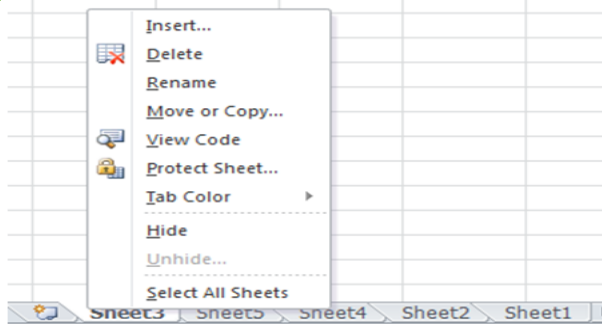 Insert...
Delete
Rename
Move or Copy...
View Code
Protect Sheet...
Tab Color
Hide
Unhide...
Select All Sheets
Sheet3 Sheet5 Sheet4 Sheet2 Sheet1